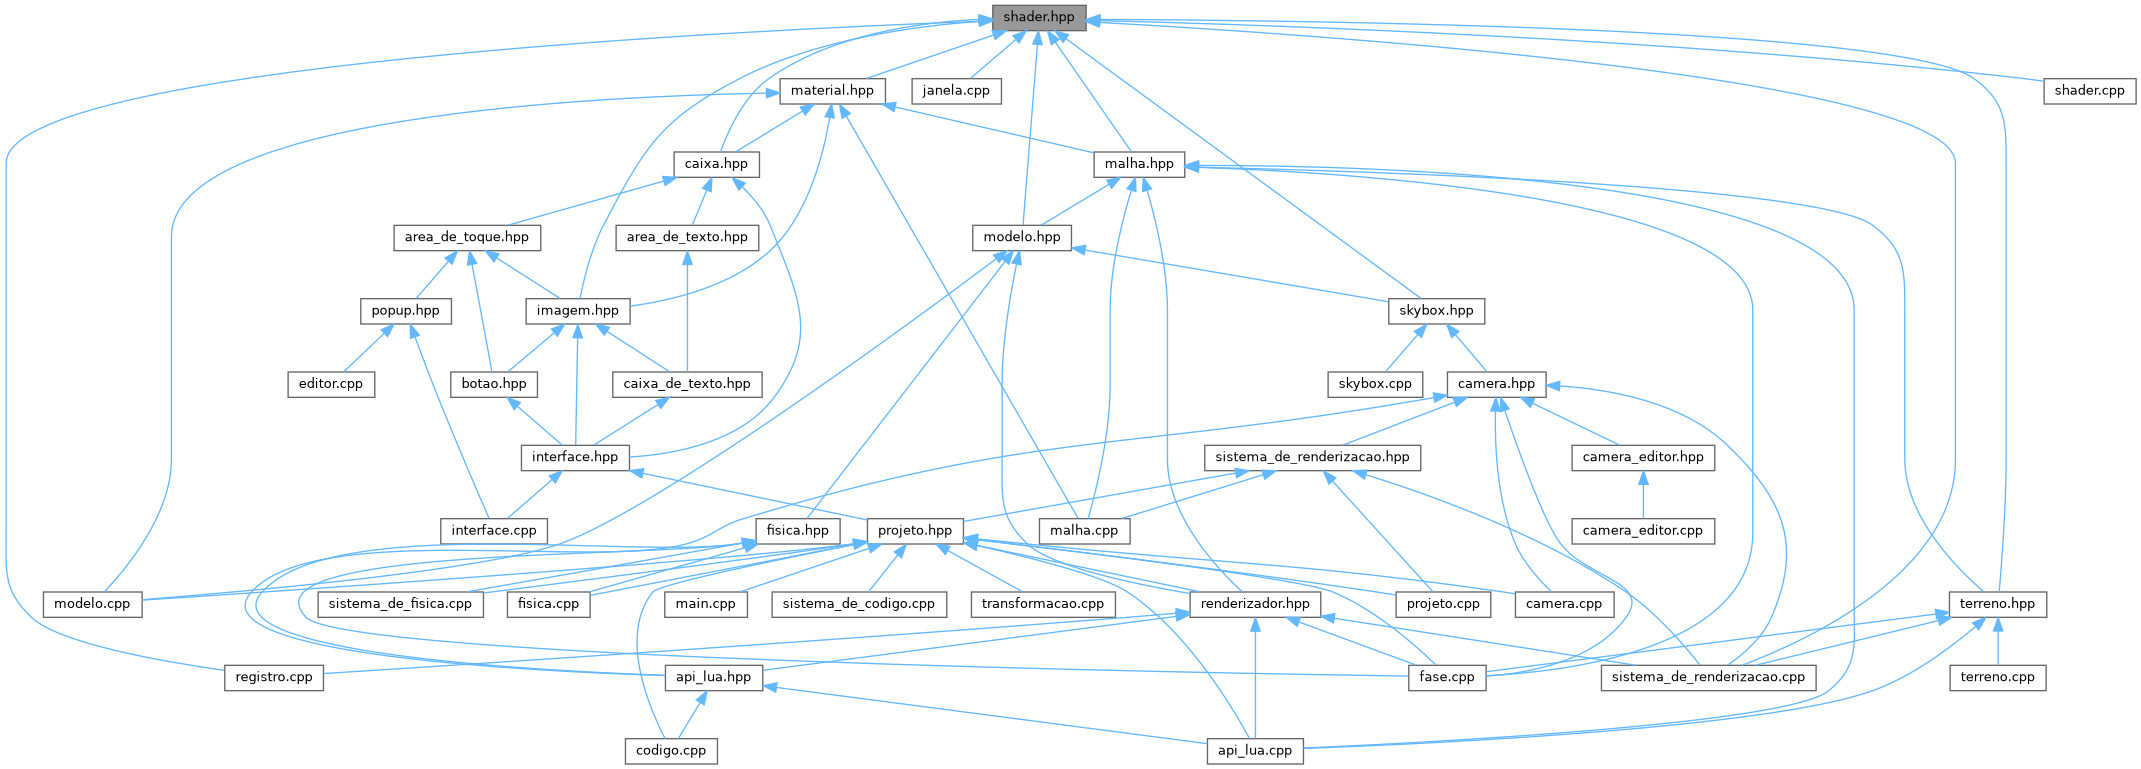 shader.hpp
material.hpp
janela.cpp
shader.cpp
caixa.hpp
malha.hpp
area_de_toque.hpp
area_de_texto.hpp
modelo.hpp
popup.hpp
imagem.hpp
skybox.hpp
editor.cpp
botao.hpp
caixa_de_texto.hpp
skybox.cpp
camera.hpp
interface.hpp
sistema_de_renderizacao.hpp
camera_editor.hpp
interface.cpp
fisica.hpp
projeto.hpp
malha.cpp
camera_editor.cpp
modelo.cpp
sistema_de_fisica.cpp
fisica.cpp
main.cpp
sistema_de_codigo.cpp
transformacao.cpp
renderizador.hpp
projeto.cpp
camera.cpp
terreno.hpp
registro.cpp
api_lua.hpp
fase.cpp
sistema_de_renderizacao.cpp
terreno.cpp
codigo.cpp
api_lua.cpp